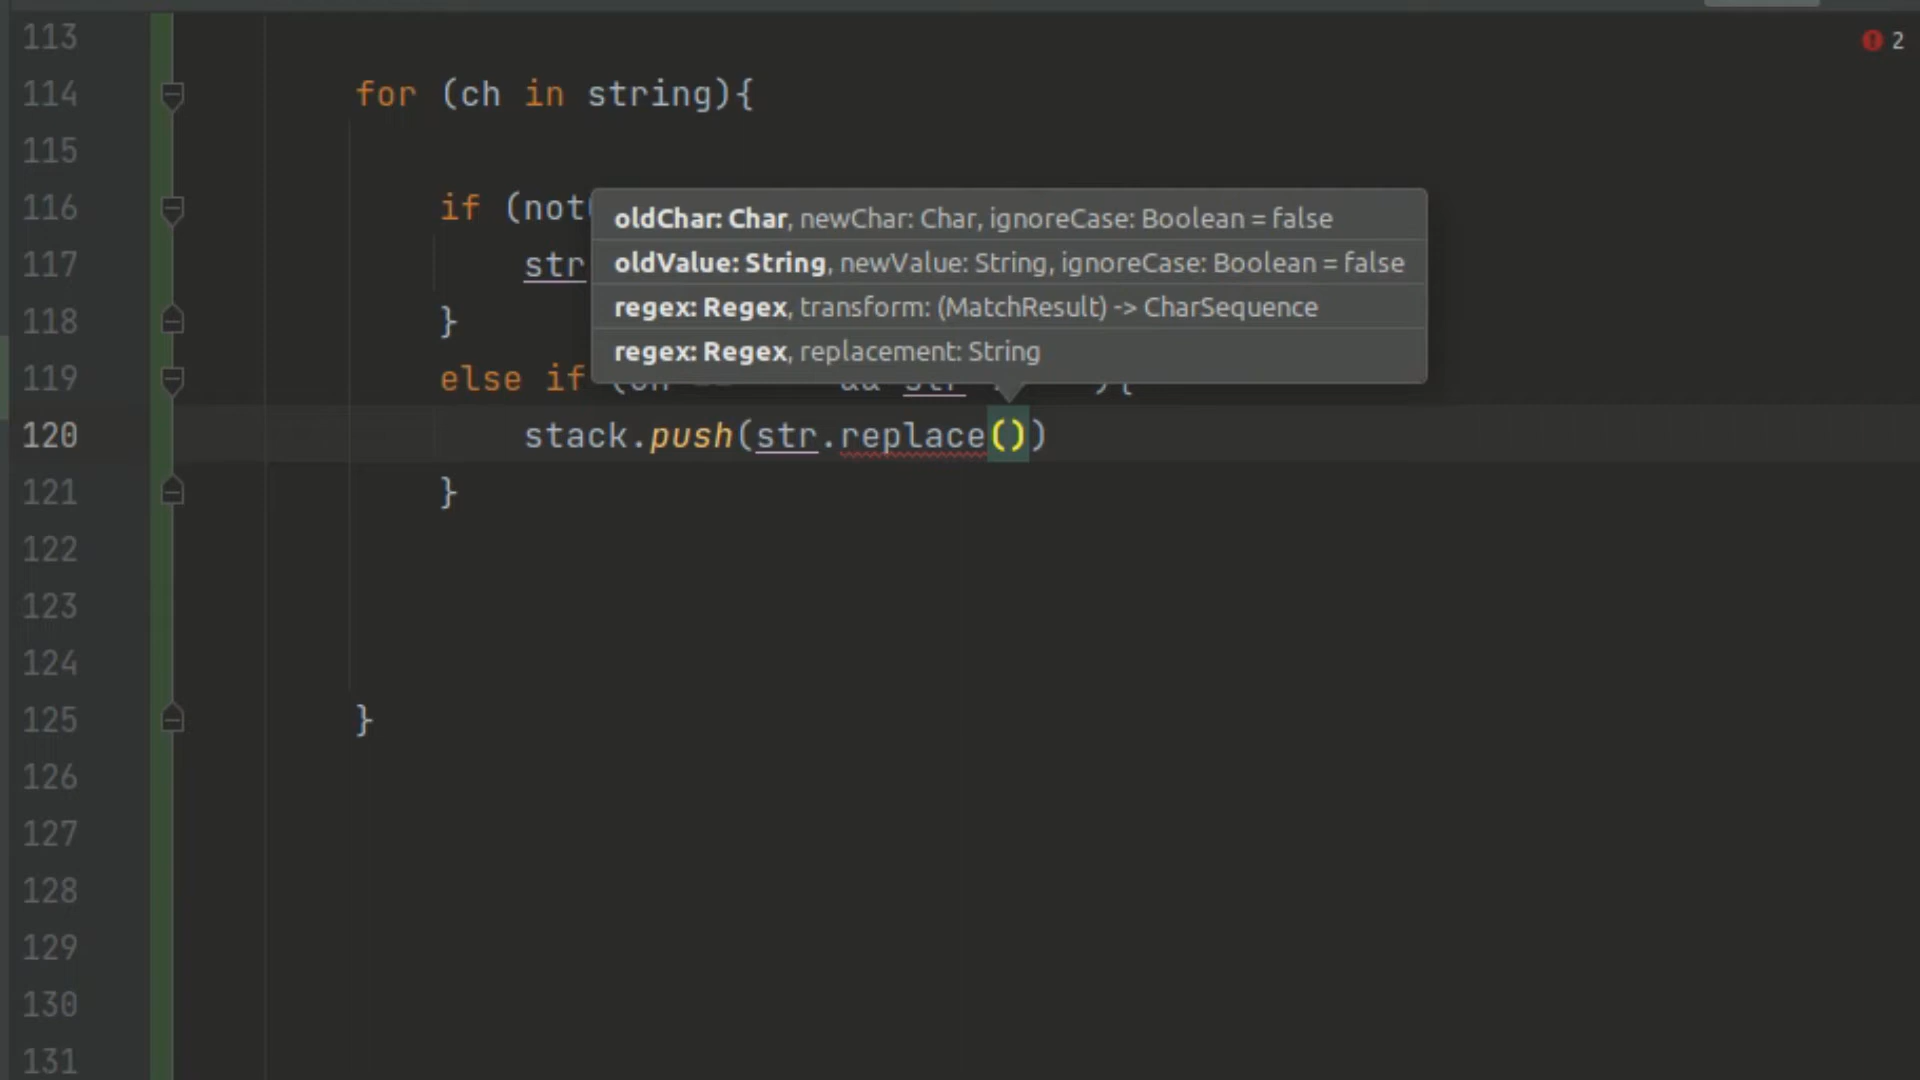 113
2
114 for (ch in string){
115
116 if (not
oldChar: Char, newChar: Char, ignoreCase: Boolean = false
117 str
oldValue: String, newValue: String, ignoreCase: Boolean = false
regex: Regex, transform: (MatchResult) -> CharSequence
118 }
regex: Regex, replacement: String
119 else if (ch == && str ){
120 stack.push(str.replace())
121 }
122
123
124
125 }
126
127
128
129
130
131